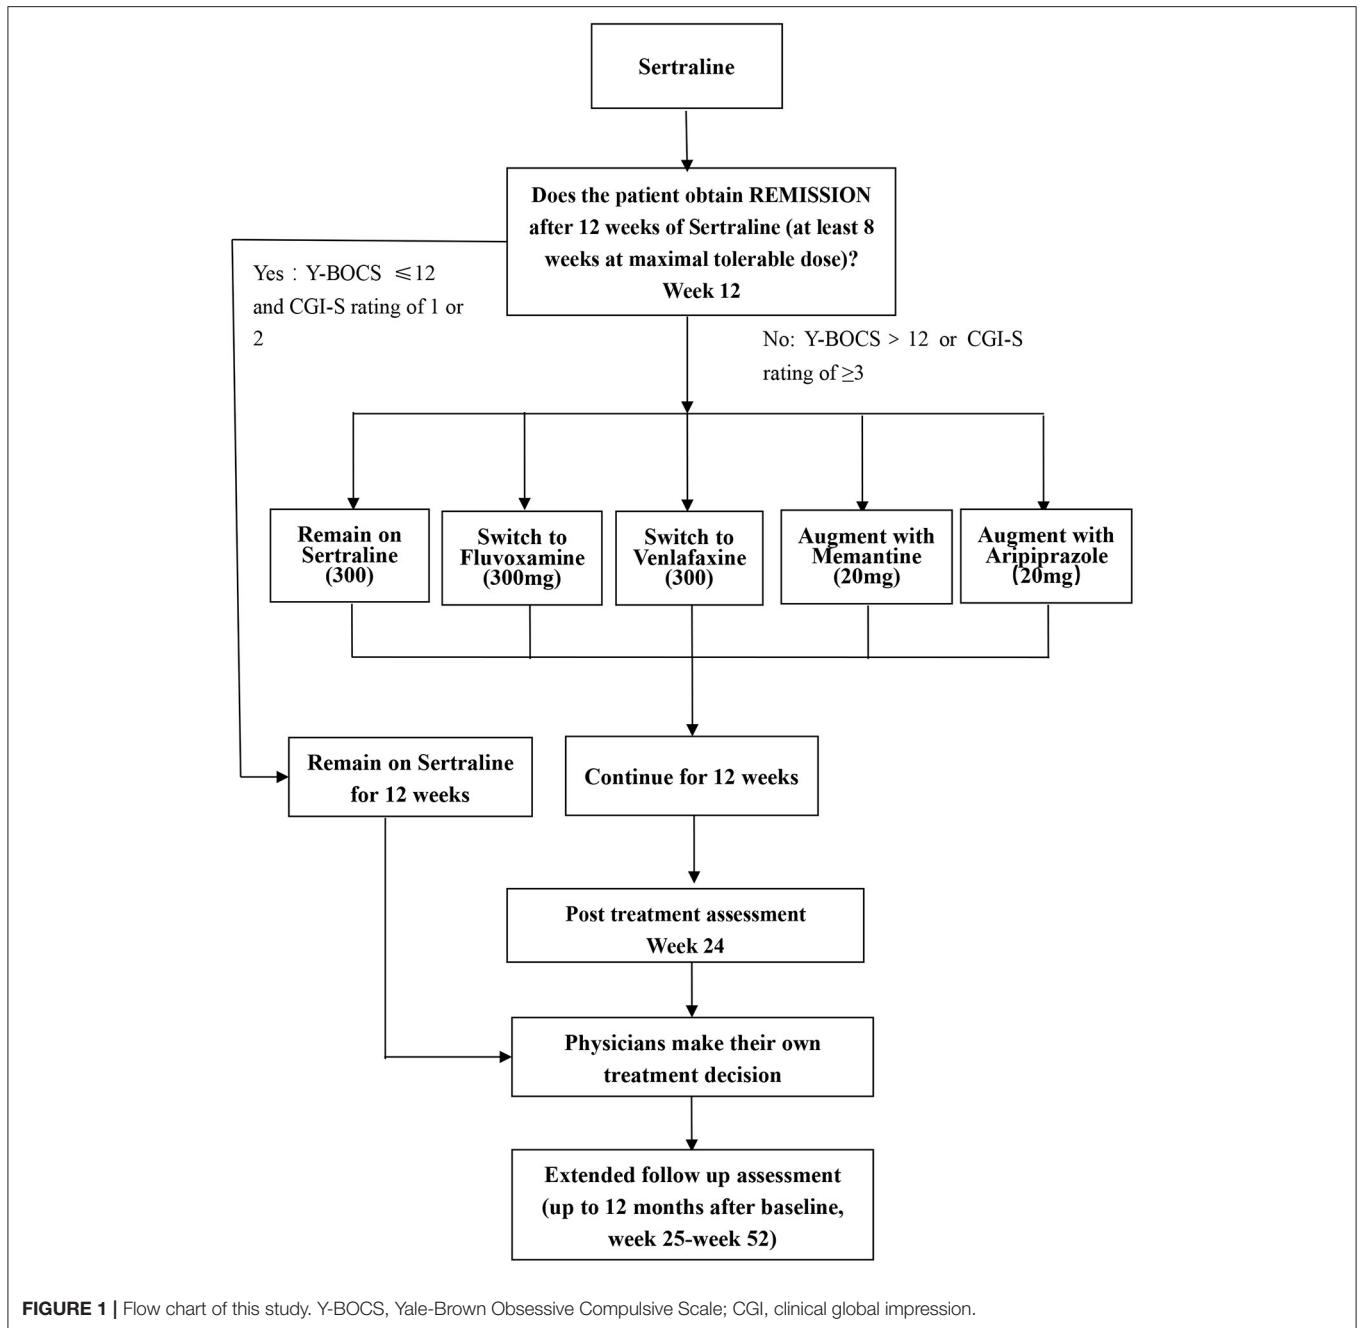 Sertraline
Does the patient obtain REMISSION
after 12 weeks of Sertraline (at least 8
weeks at maximal tolerable dose)?
Week 12
Yes : Y-BOCS ≤12
and CGI-S rating of 1 or
2
No: Y-BOCS > 12 or CGI-S
rating of ≥3
Remain on
Sertraline
(300)
Switch to
Fluvoxamine
(300mg)
Switch to
Venlafaxine
(300)
Augment with
Memantine
(20mg)
Augment with
Aripiprazole
(20mg)
Remain on Sertraline
for 12 weeks
Continue for 12 weeks
Post treatment assessment
Week 24
Physicians make their own
treatment decision
Extended follow up assessment
(up to 12 months after baseline,
week 25-week 52)
FIGURE 1 | Flow chart of this study. Y-BOCS, Yale-Brown Obsessive Compulsive Scale; CGI, clinical global impression.